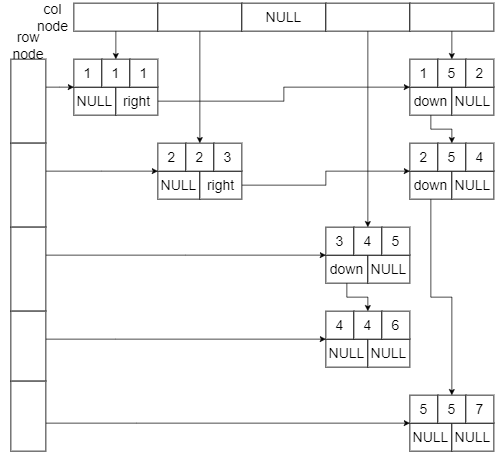 col
node
NULL
row
node
1 1 1
NULL right
1 5 2
down NULL
2 2 3
NULL right
2 5 4
down NULL
3 4 5
down NULL
4 4 6
NULL NULL
5 5 7
NULL NULL